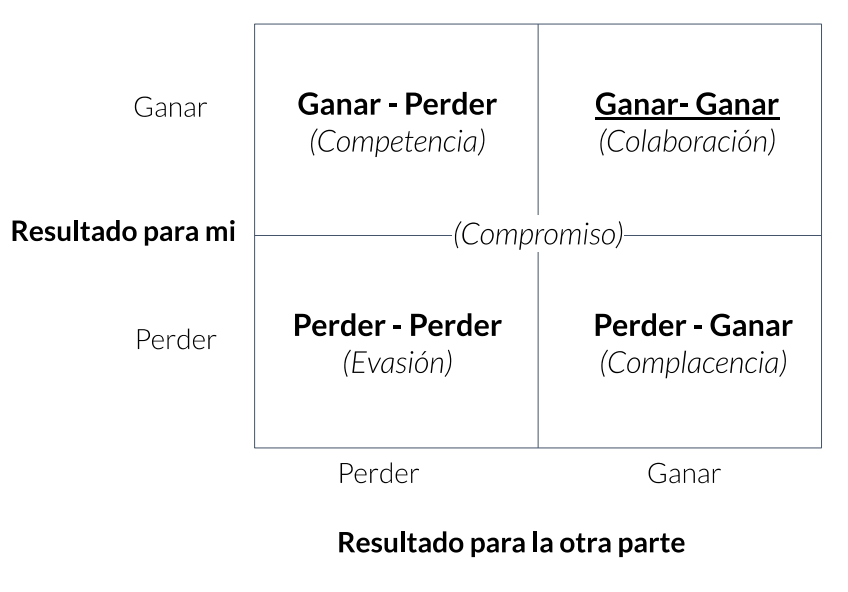 Ganar
Ganar - Perder
(Competencia)
Ganar- Ganar
(Colaboración)
Resultado para mi
(Compromiso)
Perder
Perder - Perder
(Evasión)
Perder - Ganar
(Complacencia)
Perder
Ganar
Resultado para la otra parte